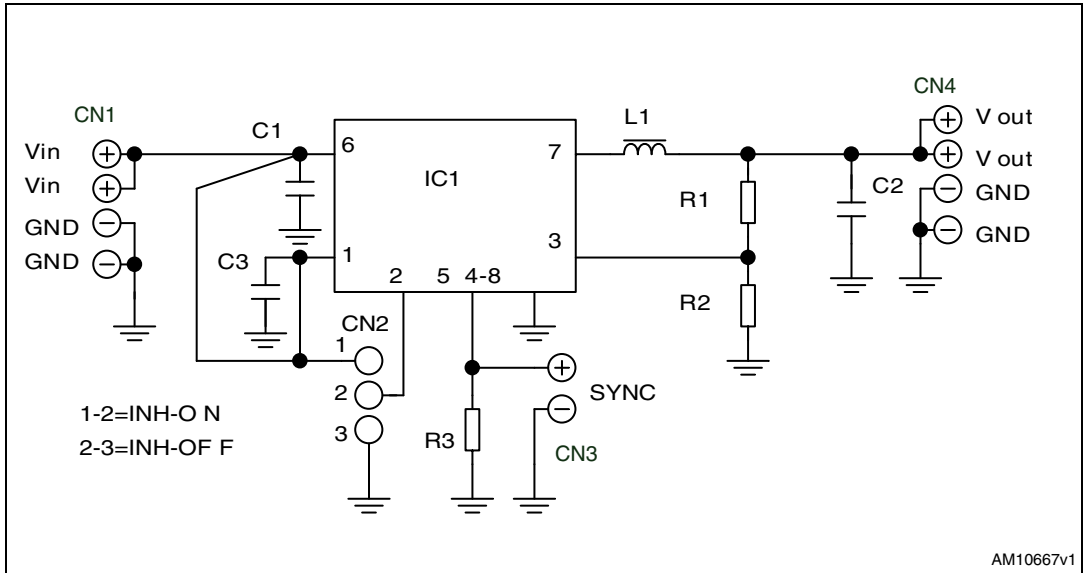 CN4
L1
V out
CN1
C1
Vin
6
7
V out
IC1
Vin
C2
GND
R1
GND
3
GND
GND
C3
1
2
5
4-8
R2
CN2
1
2
SYNC
1-2=INH-O N
3
R3
2-3=INH-OF F
CN3
AM10667v1